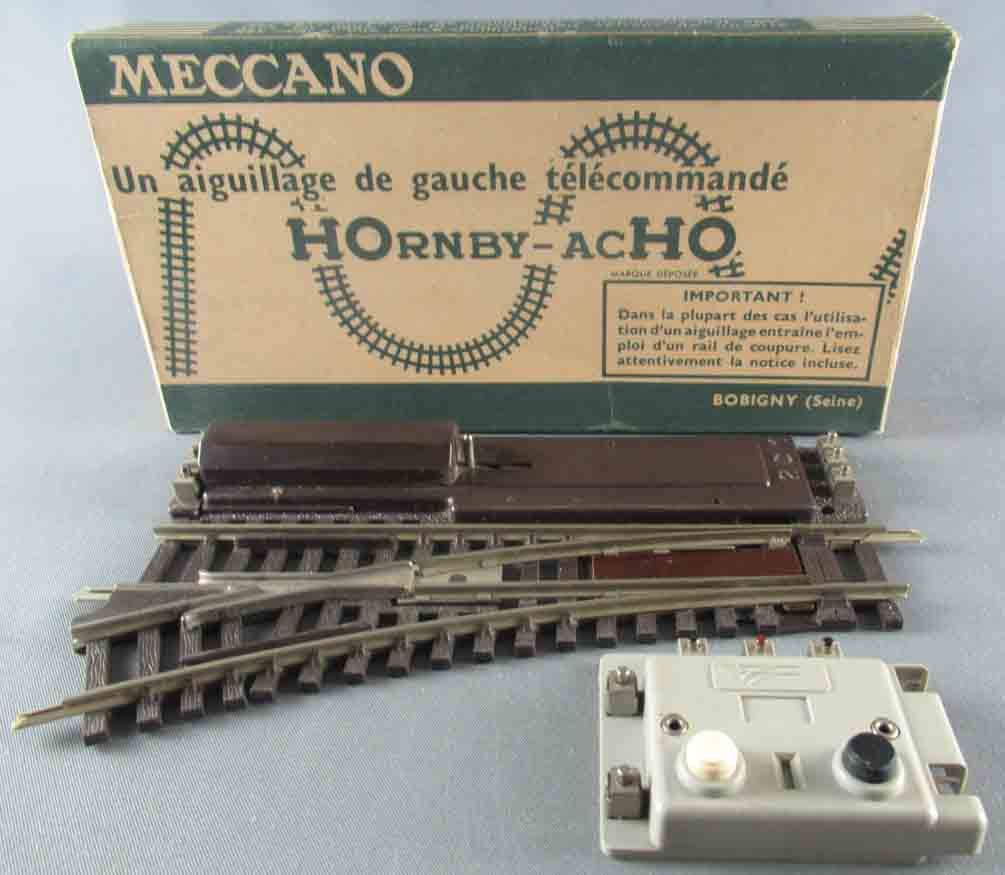 MECCANO
Un aiguillage de gauche télécommandé
HORNBY-ACHO
MARQUE DÉPOSÉE
IMPORTANT !
Dans la plupart des cas l'utilisa-
tion d'un aiguillage entraîne l'em-
ploi d'un rail de coupure. Lisez
attentivement la notice incluse.
BOBIGNY (Seine)